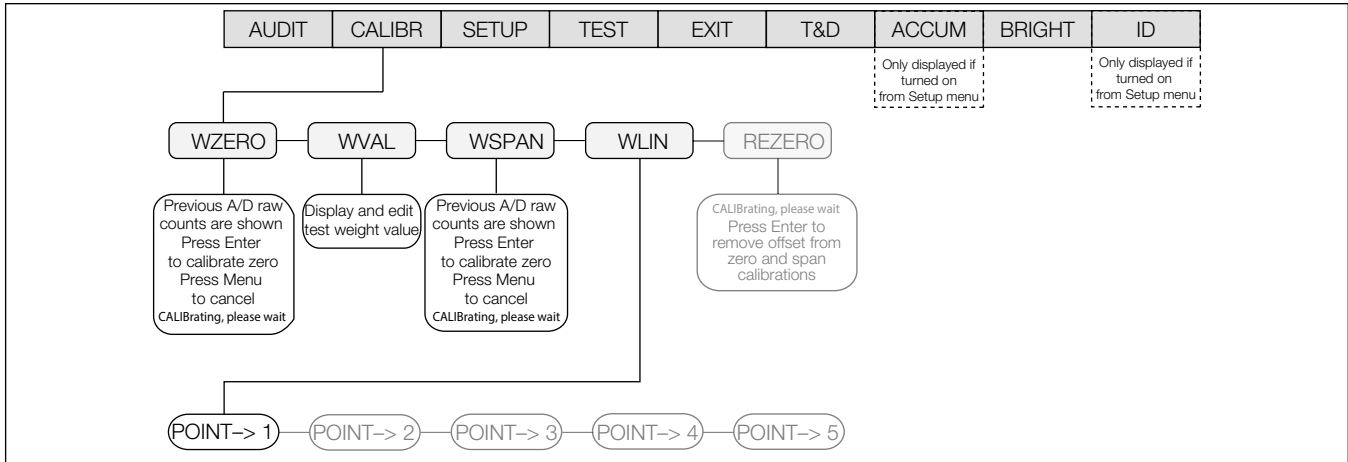 AUDIT CALIBR SETUP TEST EXIT T&D ACCUM BRIGHT ID
Only displayed if
turned on
from Setup menu
Only displayed if
turned on
from Setup menu
WZERO WVAL WSPAN WLIN REZERO
Previous A/D raw
counts are shown
Press Enter
to calibrate zero
Press Menu
to cancel
CALIBrating, please wait
Display and edit
test weight value
Previous A/D raw
counts are shown
Press Enter
to calibrate zero
Press Menu
to cancel
CALIBrating, please wait
CALIBrating, please wait
Press Enter to
remove offset from
zero and span
calibrations
POINT–> 1 POINT–> 2 POINT–> 3 POINT–> 4 POINT–> 5